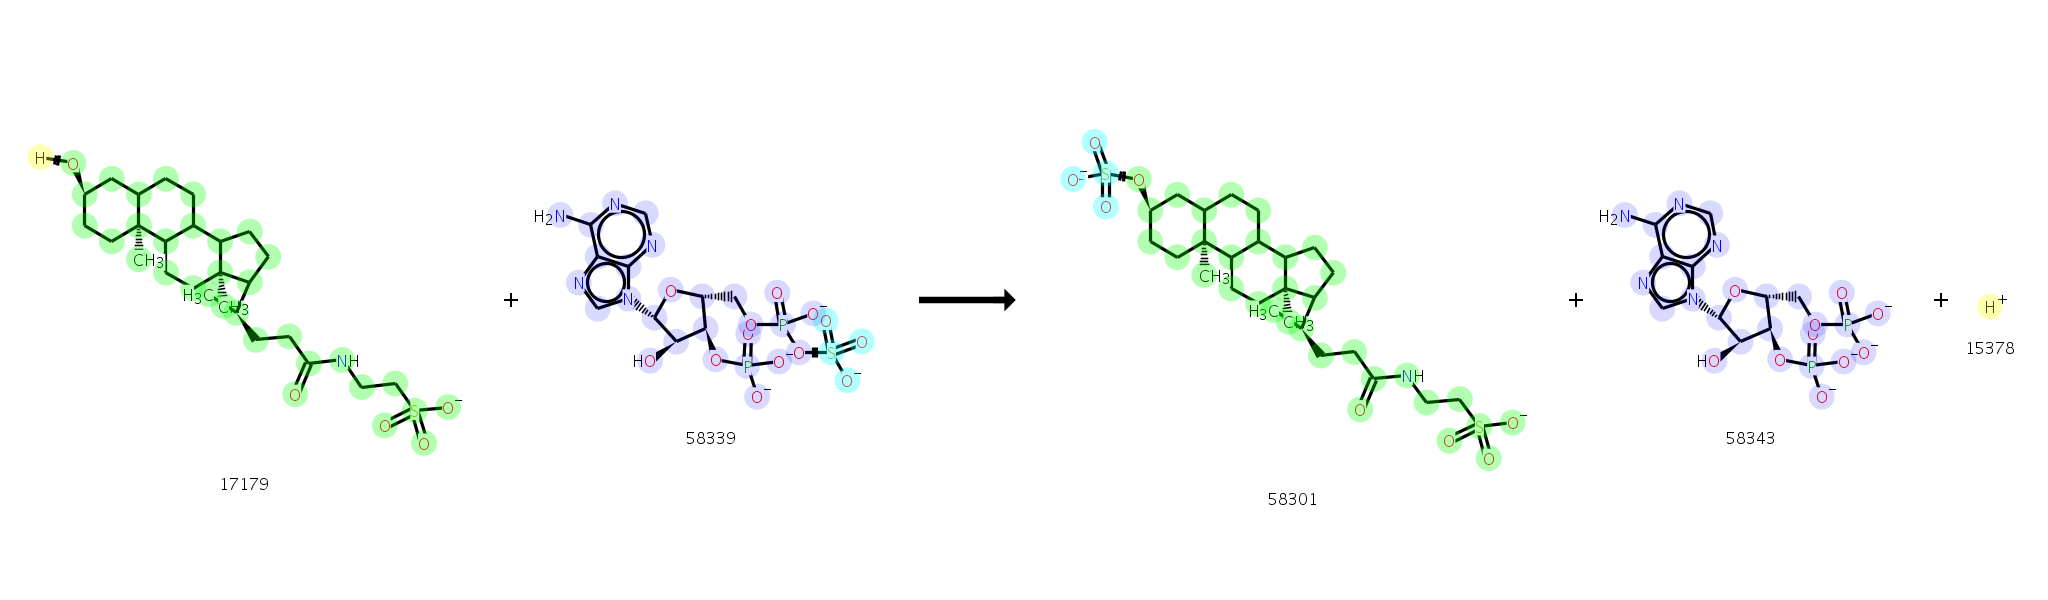 H O CH3 H3C CH3 O NH S O O O⁻
17179
+
H2N N N N N O HO O P O O⁻ O P O O⁻ O⁻ O S O O O⁻
58339
O O⁻ S O O CH3 H3C CH3 O NH S O O O⁻
58301
+
H2N N N N N O HO O P O O⁻ O⁻ O P O O⁻ O⁻
58343
+
H⁺
15378